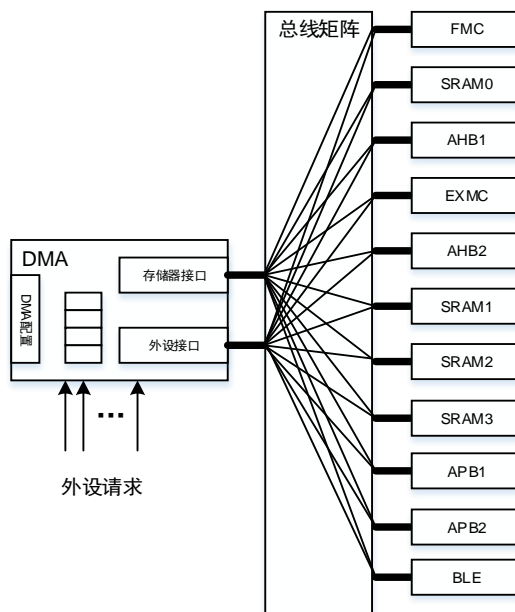 总线矩阵
FMC
SRAM0
AHB1
EXMC
AHB2
SRAM1
SRAM2
SRAM3
APB1
APB2
BLE
DMA
DMA配置
存储器接口
外设接口
...
外设请求